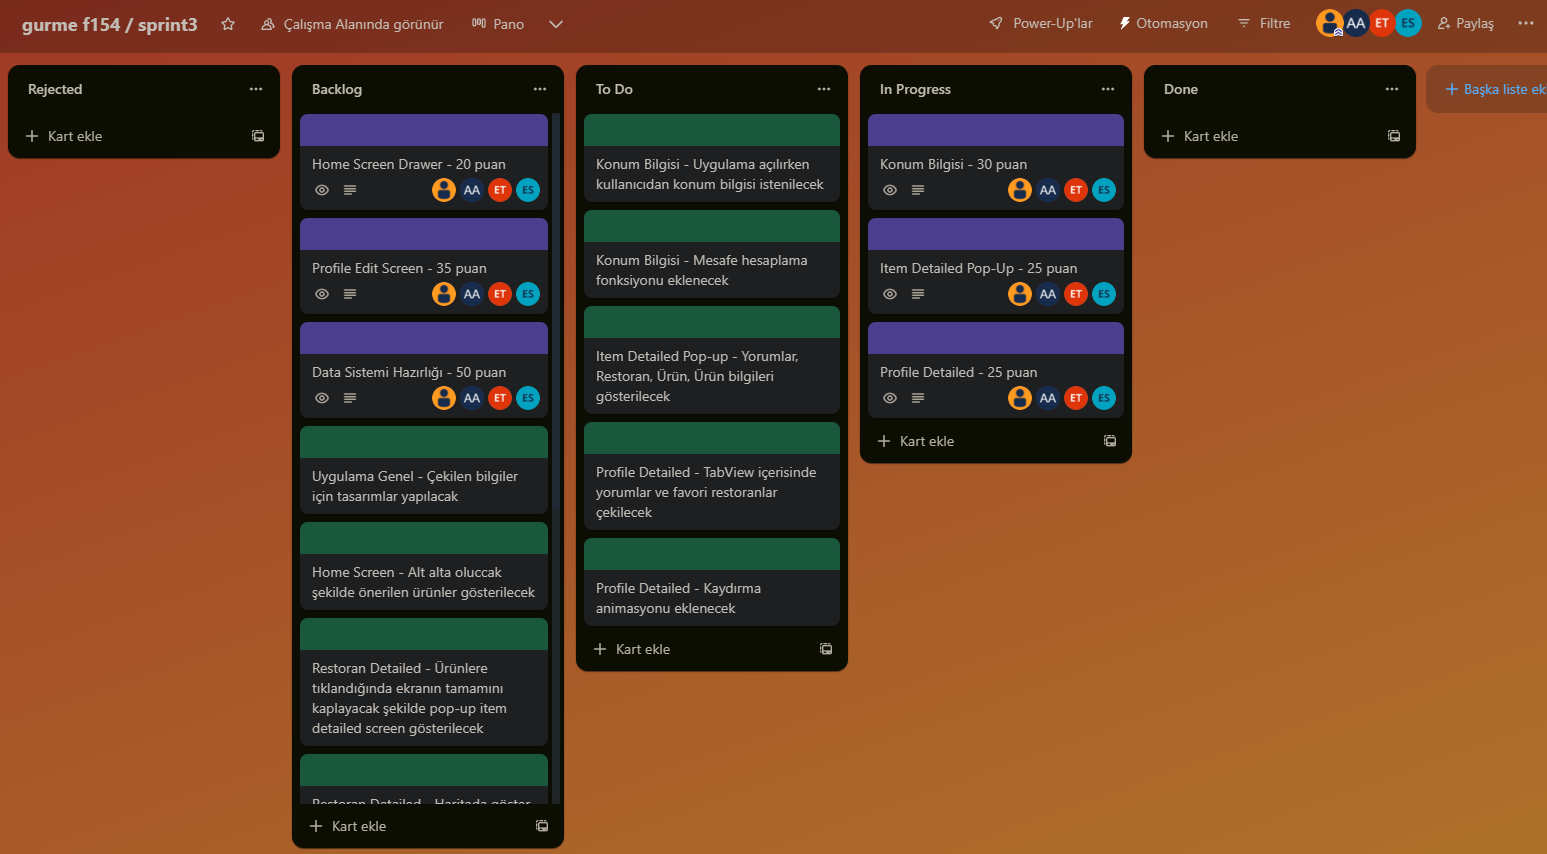 gurme f154 / sprint3
Çalışma Alanında görünür
Pano
Power-Up'lar
Otomasyon
Filtre
AA
ET
ES
Paylaş
Rejected
Kart ekle
Backlog
Home Screen Drawer - 20 puan
AA
ET
ES
Profile Edit Screen - 35 puan
AA
ET
ES
Data Sistemi Hazırlığı - 50 puan
AA
ET
ES
Uygulama Genel - Çekilen bilgiler
için tasarımlar yapılacak
Home Screen - Alt alta oluccak
şekilde önerilen ürünler gösterilecek
Restoran Detailed - Ürünlere
tıklandığında ekranın tamamını
kaplayacak şekilde pop-up item
detailed screen gösterilecek
Restoran Detailed - Haritada göster
Kart ekle
To Do
Konum Bilgisi - Uygulama açılırken
kullanıcıdan konum bilgisi istenilecek
Konum Bilgisi - Mesafe hesaplama
fonksiyonu eklenecek
Item Detailed Pop-up - Yorumlar,
Restoran, Ürün, Ürün bilgileri
gösterilecek
Profile Detailed - TabView içerisinde
yorumlar ve favori restoranlar
çekilecek
Profile Detailed - Kaydırma
animasyonu eklenecek
Kart ekle
In Progress
Konum Bilgisi - 30 puan
AA
ET
ES
Item Detailed Pop-Up - 25 puan
AA
ET
ES
Profile Detailed - 25 puan
AA
ET
ES
Kart ekle
Done
Kart ekle
Başka liste ek